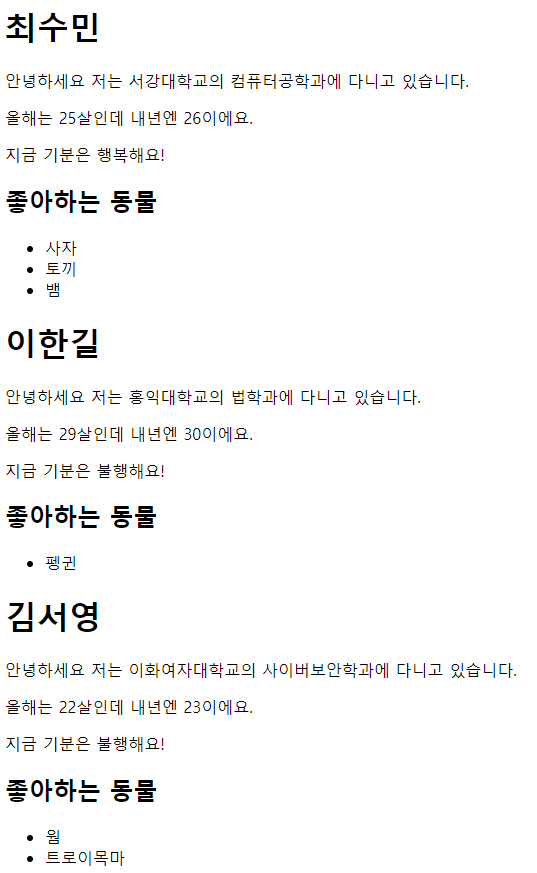 최수민
안녕하세요 저는 서강대학교의 컴퓨터공학과에 다니고 있습니다.
올해는 25살인데 내년엔 26이에요.
지금 기분은 행복해요!
좋아하는 동물
사자
토끼
뱀
이한길
안녕하세요 저는 홍익대학교의 법학과에 다니고 있습니다.
올해는 29살인데 내년엔 30이에요.
지금 기분은 불행해요!
좋아하는 동물
펭귄
김서영
안녕하세요 저는 이화여자대학교의 사이버보안학과에 다니고 있습니다.
올해는 22살인데 내년엔 23이에요.
지금 기분은 불행해요!
좋아하는 동물
웜
트로이목마